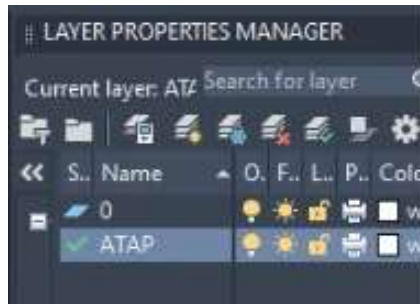 LAYER PROPERTIES MANAGER
Current layer: ATA Search for layer
S.. Name O. F.. L.. P.. Colo
0 w
ATAP w